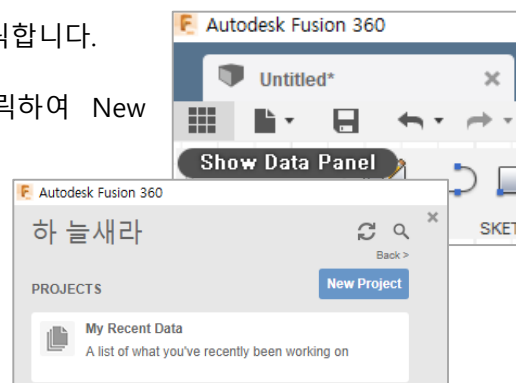 릭합니다.
릭하여 New
Autodesk Fusion 360
Untitled*
Show Data Panel
SKET
Autodesk Fusion 360
하 늘새라
Back >
PROJECTS
New Project
My Recent Data
A list of what you've recently been working on